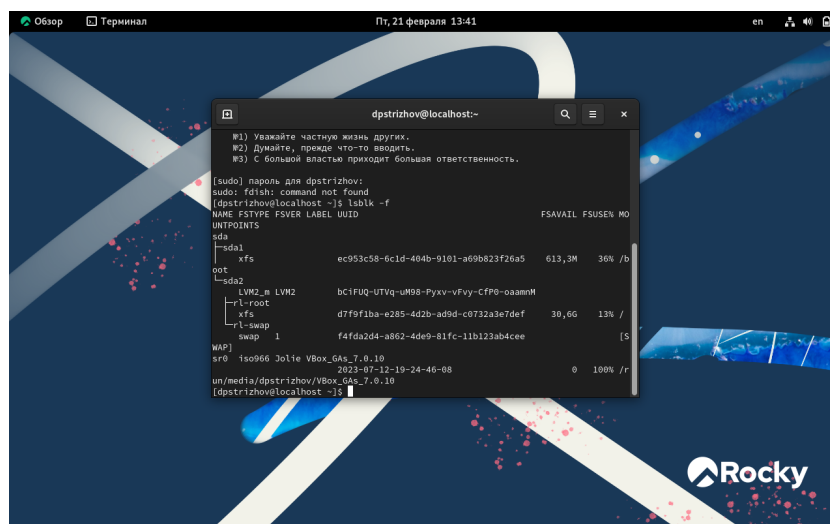 Обзор Терминал Пт, 21 февраля 13:41 en
dpstrizhov@localhost:~
№1) Уважайте частную жизнь других.
№2) Думайте, прежде что-то вводить.
№3) С большой властью приходит большая ответственность.
[sudo] пароль для dpstrizhov:
sudo: fdish: command not found
[dpstrizhov@localhost ~]$ lsblk -f
NAME FSTYPE FSVER LABEL UUID FSAVAIL FSUSE% MO
UNTPOINTS
sda
├─sda1
│ xfs ec953c58-6c1d-404b-9101-a69b823f26a5 613,3M 36% /b
oot
└─sda2
LVM2_m LVM2 bCiFUQ-UTVq-uM98-Pyxv-vFvy-CfP0-oaamnM
├─rl-root
│ xfs d7f9f1ba-e285-4d2b-ad9d-c0732a3e7def 30,6G 13% /
└─rl-swap
swap 1 f4fda2d4-a862-4de9-81fc-11b123ab4cee [S
WAP]
sr0 iso966 Jolie VBox_GAs_7.0.10
2023-07-12-19-24-46-08 0 100% /r
un/media/dpstrizhov/VBox_GAs_7.0.10
[dpstrizhov@localhost ~]$
Rocky